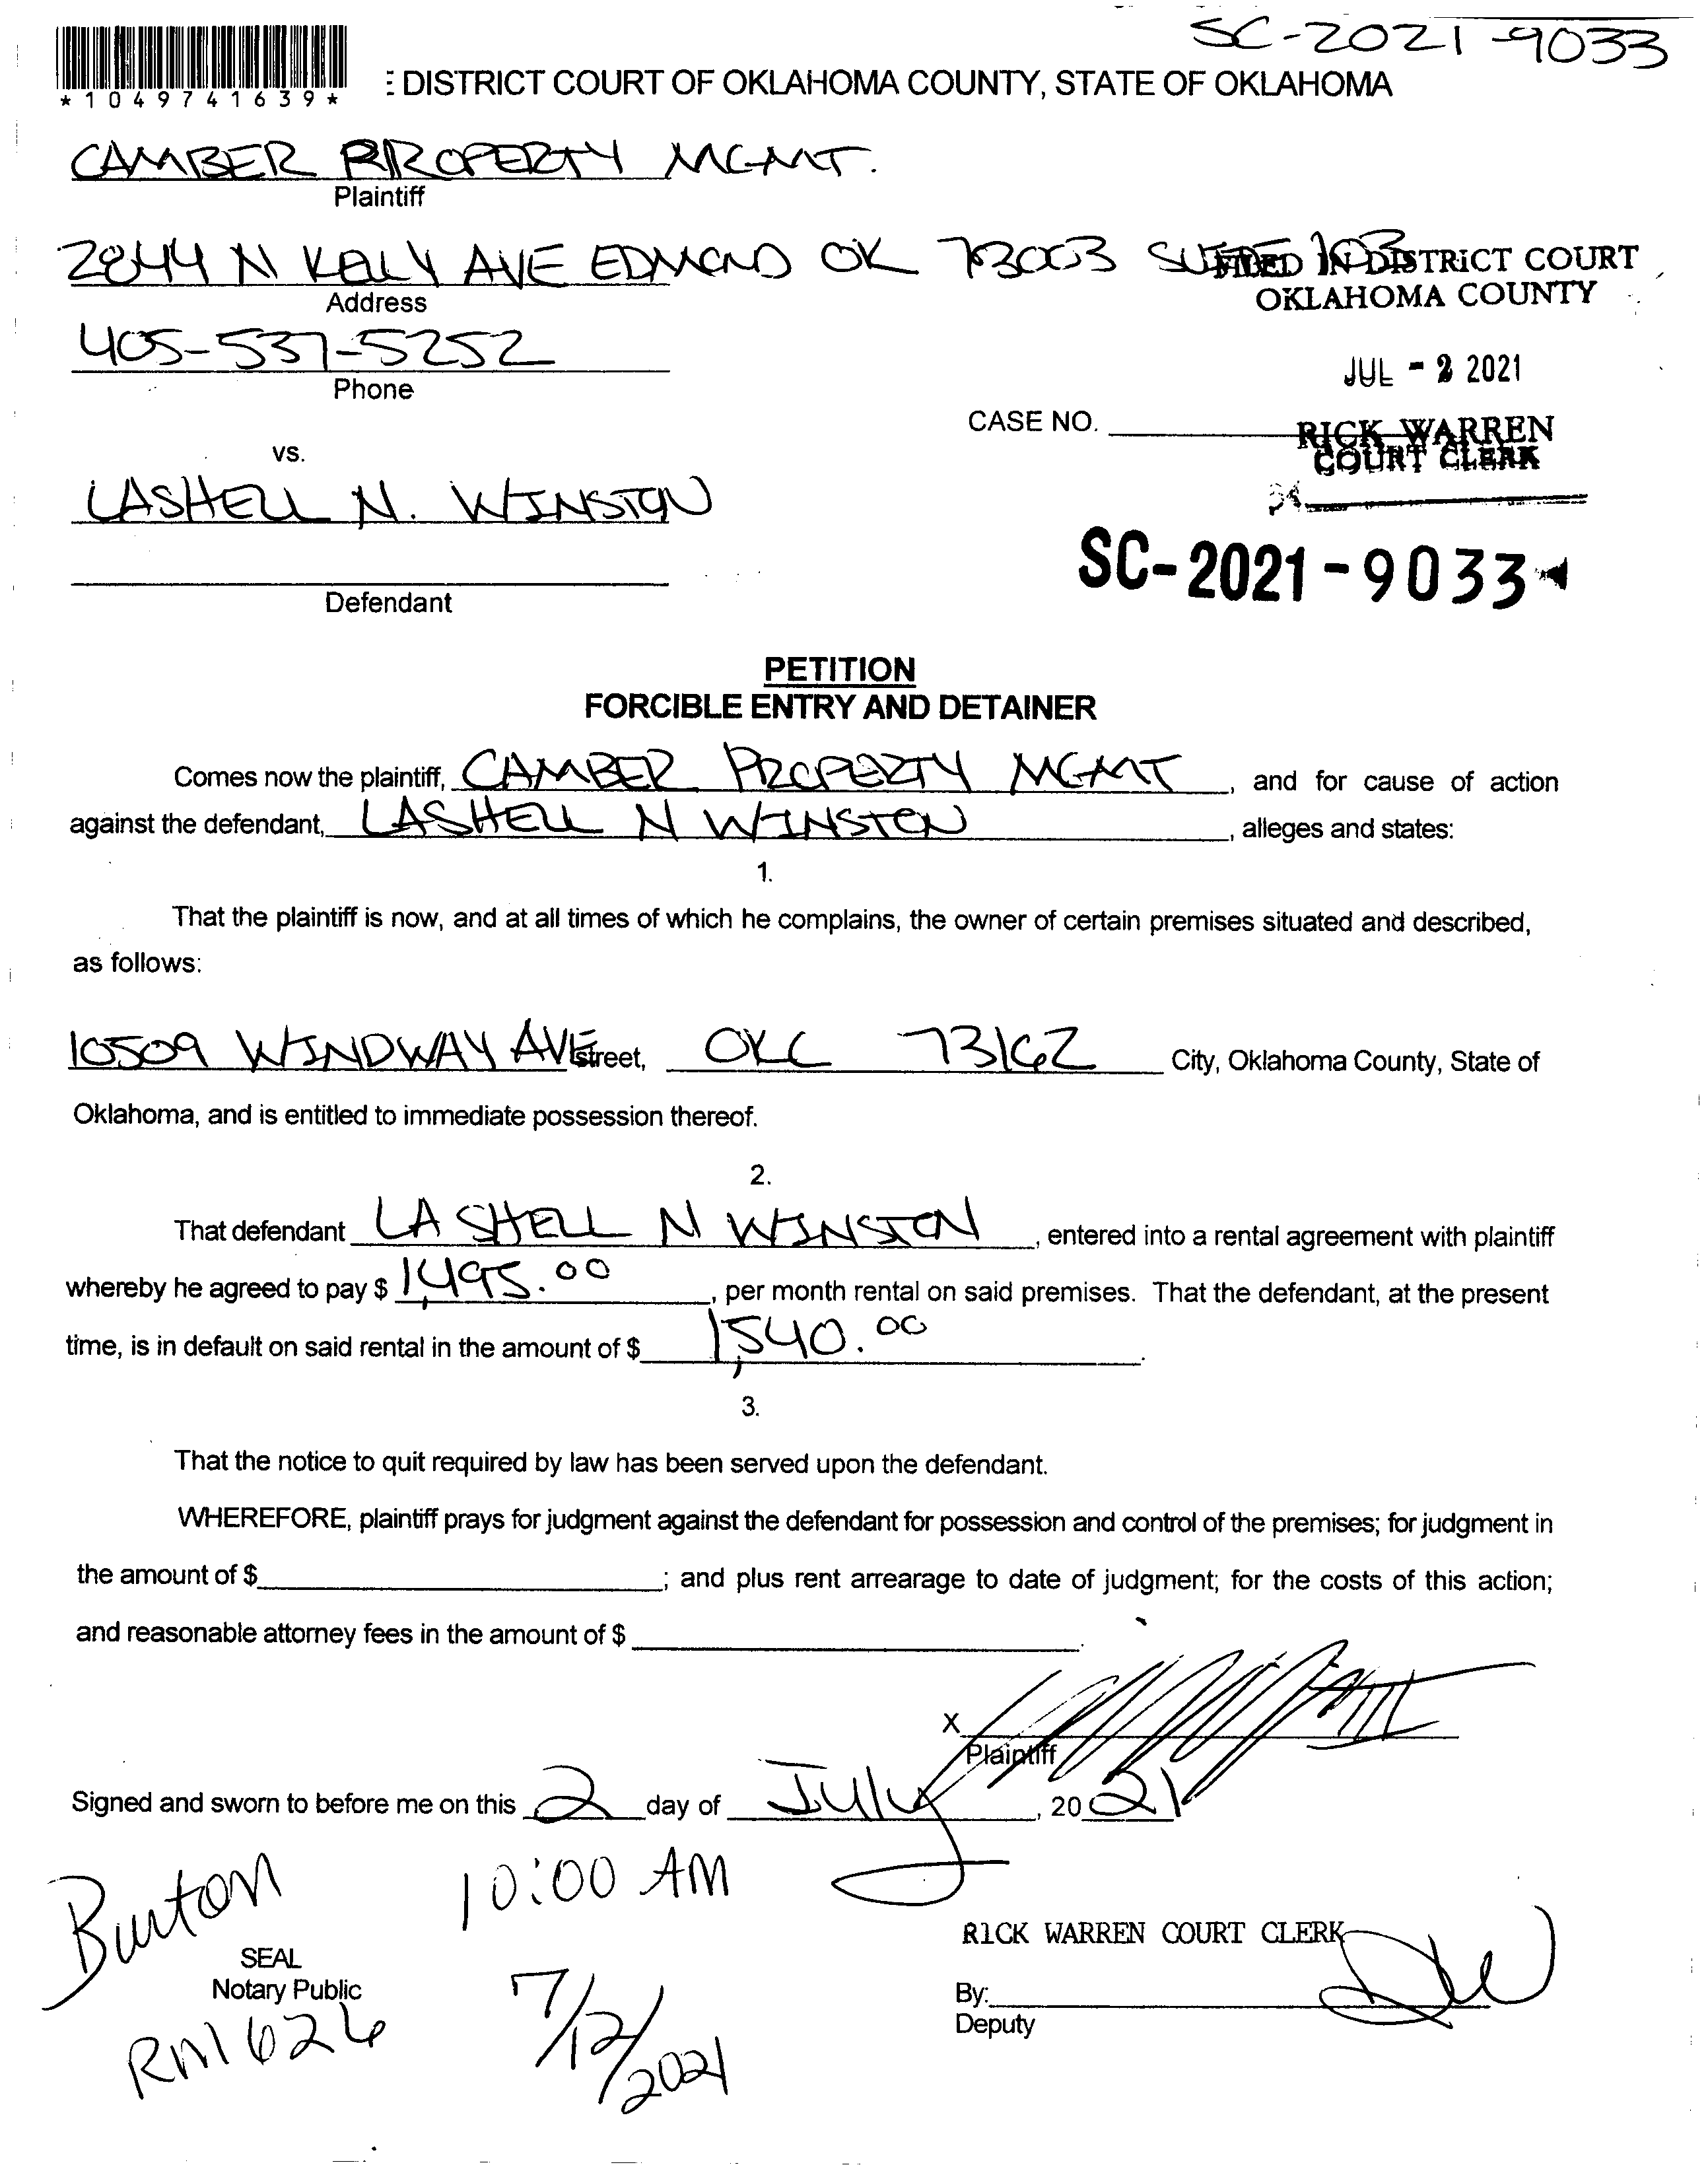 SC-2021-9033
*1049741639*
E DISTRICT COURT OF OKLAHOMA COUNTY, STATE OF OKLAHOMA
CAMBER PROPERTY MGMT.
Plaintiff
2844 N KELLY AVE EDMOND OK 73003 SUITE 103
FILED IN DISTRICT COURT
OKLAHOMA COUNTY
Address
405-537-5252
Phone
JUL - 2 2021
CASE NO.
RICK WARREN
COURT CLERK
vs.
LASHELL N. WINSTON
SC-2021-9033
Defendant
PETITION
FORCIBLE ENTRY AND DETAINER
Comes now the plaintiff, CAMBER PROPERTY MGMT, and for cause of action
against the defendant, LASHELL N WINSTON, alleges and states:
1.
That the plaintiff is now, and at all times of which he complains, the owner of certain premises situated and described,
as follows:
10509 WINDWAY AVE street, OKC 73162 City, Oklahoma County, State of
Oklahoma, and is entitled to immediate possession thereof.
2.
That defendant LASHELL N WINSTON, entered into a rental agreement with plaintiff
whereby he agreed to pay $ 1,495.00, per month rental on said premises. That the defendant, at the present
time, is in default on said rental in the amount of $ 1,540.00.
3.
That the notice to quit required by law has been served upon the defendant.
WHEREFORE, plaintiff prays for judgment against the defendant for possession and control of the premises; for judgment in
the amount of $; and plus rent arrearage to date of judgment; for the costs of this action;
and reasonable attorney fees in the amount of $.
X
Plaintiff
Signed and sworn to before me on this 2 day of July, 2021
Burton 10:00 AM
RICK WARREN COURT CLERK
SEAL
Notary Public
By:
Deputy
RM 626 7/12/2021